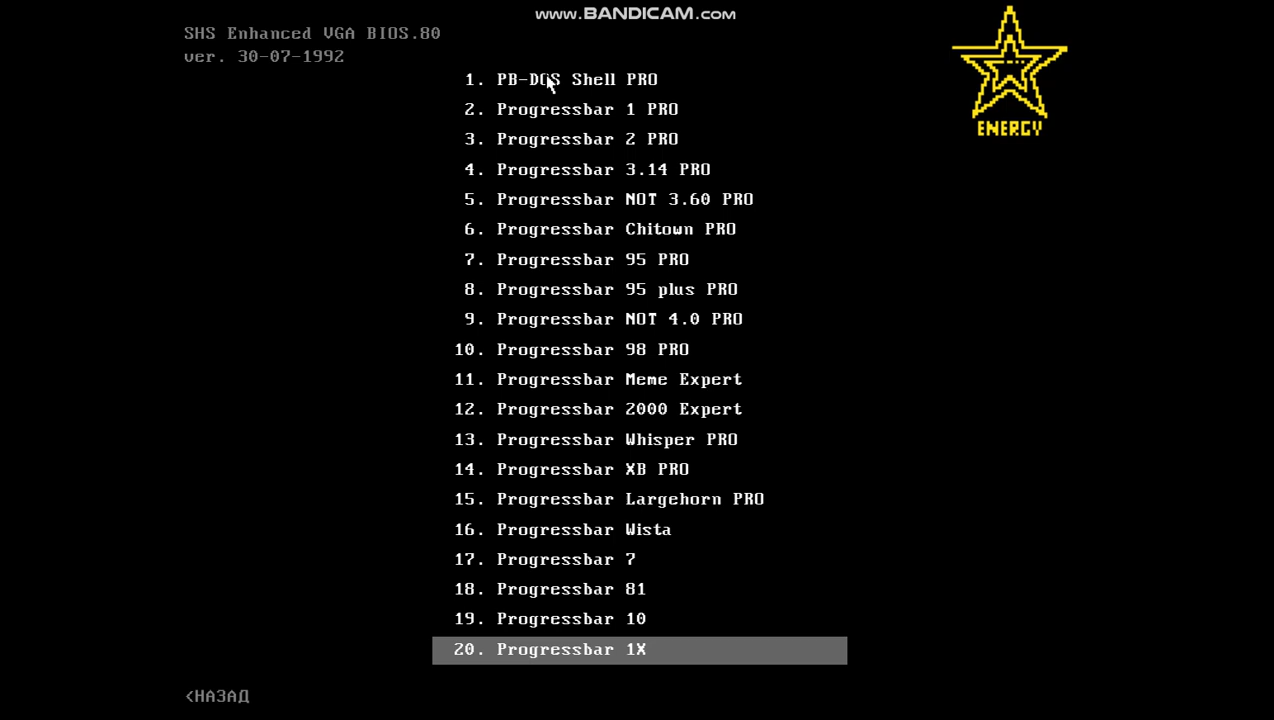 www.BANDICAM.com
SHS Enhanced VGA BIOS.80
ver. 30-07-1992
ENERGY
1. PB-DOS Shell PRO
2. Progressbar 1 PRO
3. Progressbar 2 PRO
4. Progressbar 3.14 PRO
5. Progressbar NOT 3.60 PRO
6. Progressbar Chitown PRO
7. Progressbar 95 PRO
8. Progressbar 95 plus PRO
9. Progressbar NOT 4.0 PRO
10. Progressbar 98 PRO
11. Progressbar Meme Expert
12. Progressbar 2000 Expert
13. Progressbar Whisper PRO
14. Progressbar XB PRO
15. Progressbar Largehorn PRO
16. Progressbar Wista
17. Progressbar 7
18. Progressbar 81
19. Progressbar 10
20. Progressbar 1X
<НАЗАД